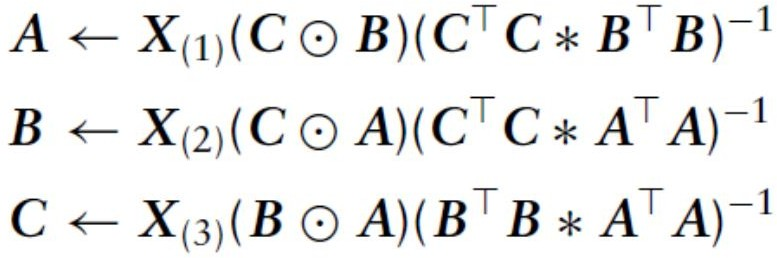 A ← X₍₁₎(C ⊙ B)(C⊤C ∗ B⊤B)⁻¹
B ← X₍₂₎(C ⊙ A)(C⊤C ∗ A⊤A)⁻¹
C ← X₍₃₎(B ⊙ A)(B⊤B ∗ A⊤A)⁻¹